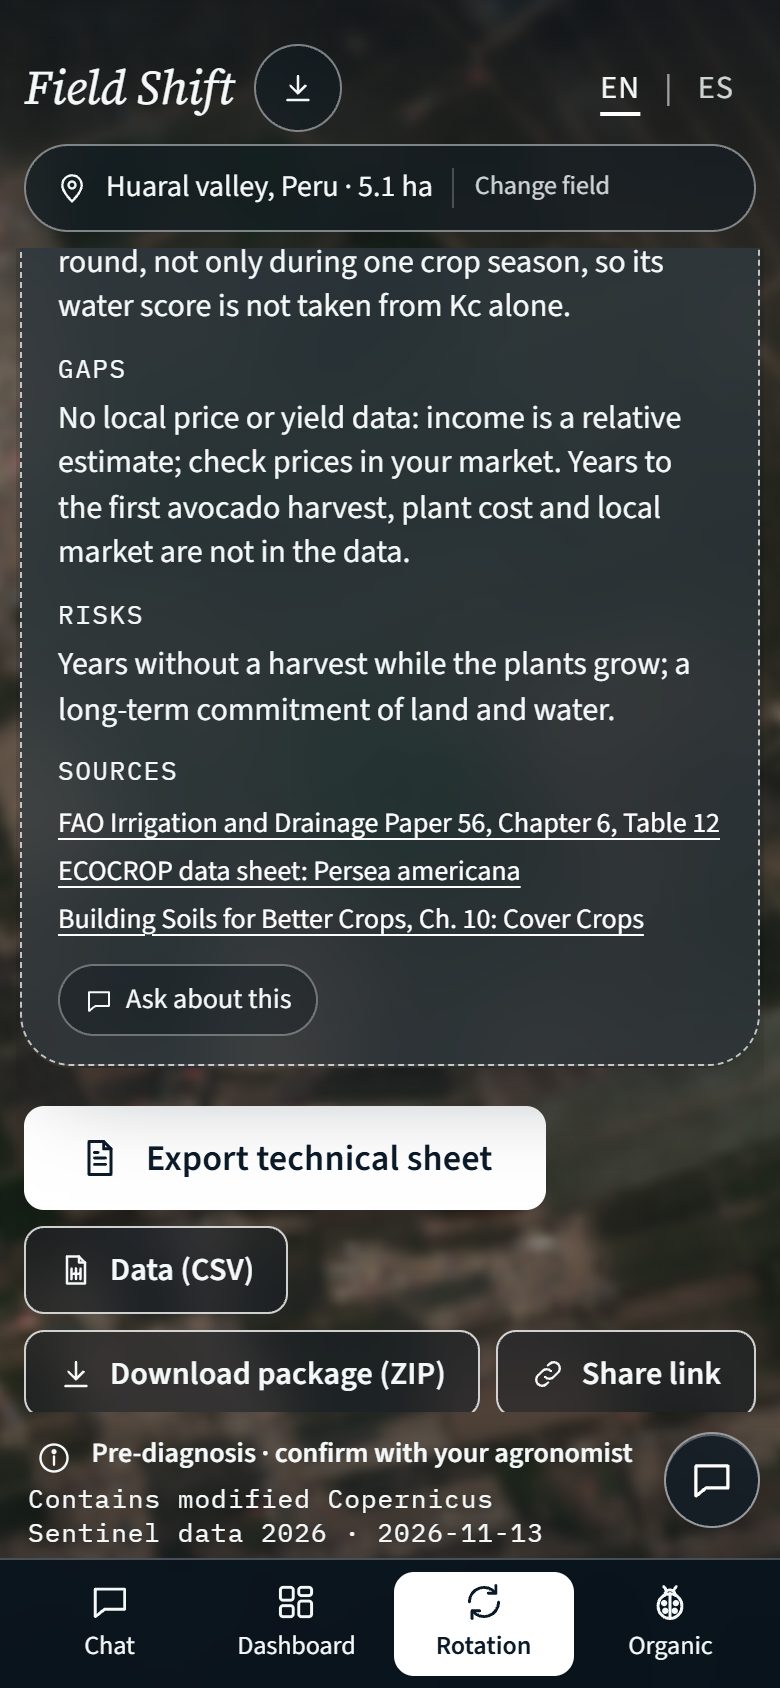 Field Shift
EN | ES
Huaral valley, Peru · 5.1 ha | Change field
round, not only during one crop season, so its
water score is not taken from Kc alone.
GAPS
No local price or yield data: income is a relative
estimate; check prices in your market. Years to
the first avocado harvest, plant cost and local
market are not in the data.
RISKS
Years without a harvest while the plants grow; a
long-term commitment of land and water.
SOURCES
FAO Irrigation and Drainage Paper 56, Chapter 6, Table 12
ECOCROP data sheet: Persea americana
Building Soils for Better Crops, Ch. 10: Cover Crops
Ask about this
Export technical sheet
Data (CSV)
Download package (ZIP)
Share link
Pre-diagnosis · confirm with your agronomist
Contains modified Copernicus
Sentinel data 2026 · 2026-11-13
Chat
Dashboard
Rotation
Organic